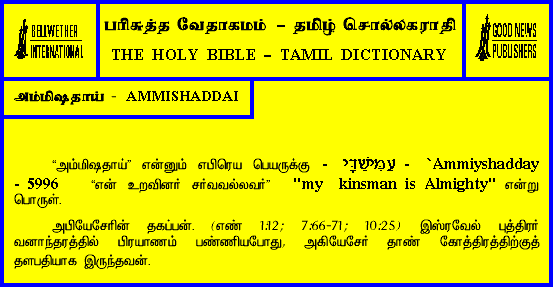 BELLWETHER
INTERNATIONAL
பரிசுத்த வேதாகமம் – தமிழ் சொல்லகராதி
THE HOLY BIBLE – TAMIL DICTIONARY
GOOD NEWS
PUBLISHERS
அம்மிஷதாய் - AMMISHADDAI
“அம்மிஷதாய்” என்னும் எபிரெய பெயருக்கு - עַמִּישַׁדָּי - `Ammiyshadday
- 5996 “என் உறவினர் சர்வவல்லவர்” "my kinsman is Almighty" என்று
பொருள்.
அபியேசேரின் தகப்பன். (எண் 1:12; 7:66-71; 10:25) இஸ்ரவேல் புத்திரர்
வனாந்தரத்தில் பிரயாணம் பண்ணியபோது, அகியேசேர் தாண் கோத்திரத்திற்குத்
தளபதியாக இருந்தவன்.